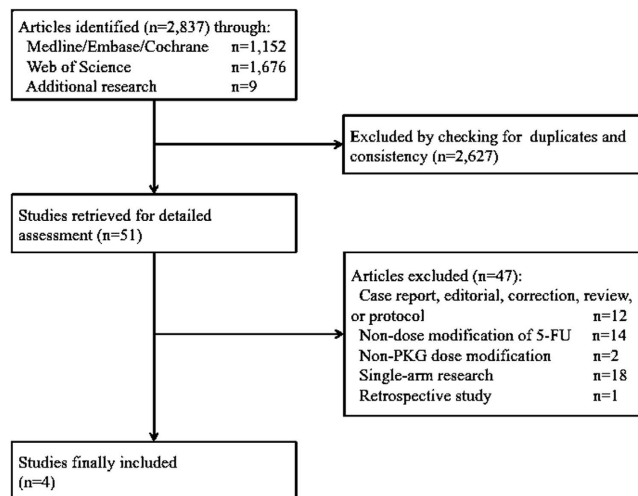 Articles identified (n=2,837) through:
Medline/Embase/Cochrane n=1,152
Web of Science n=1,676
Additional research n=9
Excluded by checking for duplicates and
consistency (n=2,627)
Studies retrieved for detailed
assessment (n=51)
Articles excluded (n=47):
Case report, editorial, correction, review,
or protocol n=12
Non-dose modification of 5-FU n=14
Non-PKG dose modification n=2
Single-arm research n=18
Retrospective study n=1
Studies finally included
(n=4)